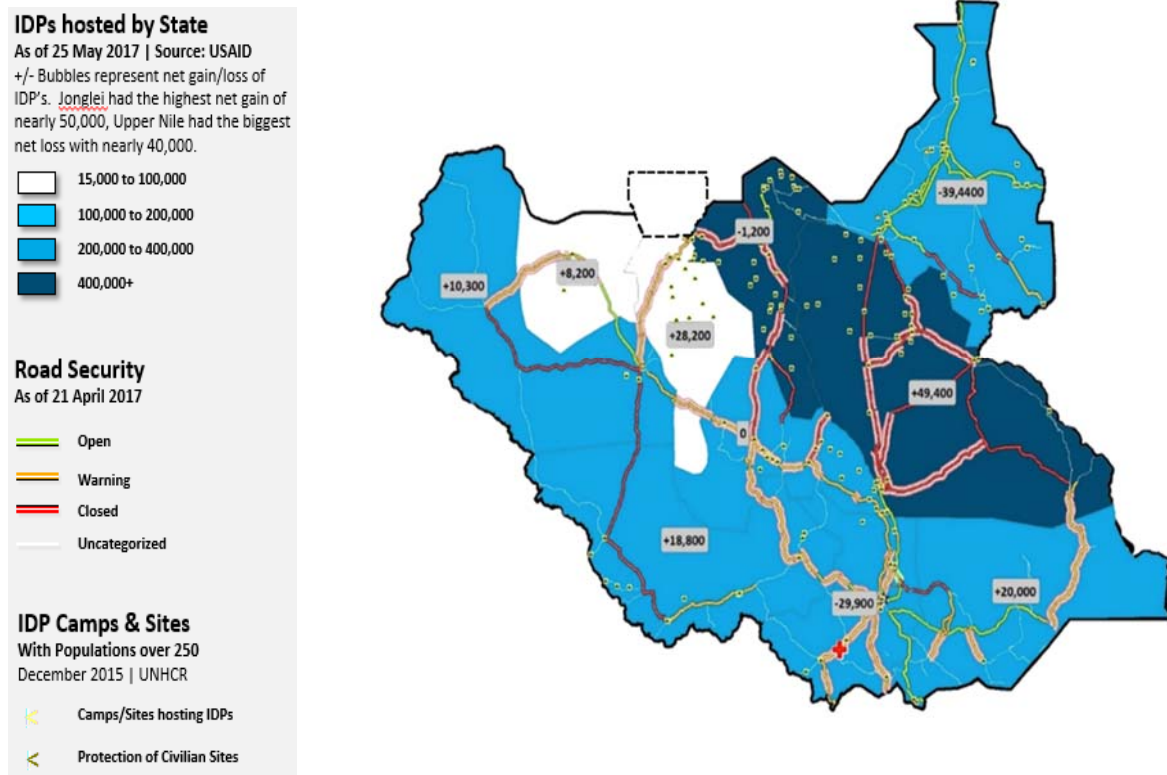 IDPs hosted by State
As of 25 May 2017 | Source: USAID
+/- Bubbles represent net gain/loss of
IDP's. Jonglei had the highest net gain of
nearly 50,000, Upper Nile had the biggest
net loss with nearly 40,000.
15,000 to 100,000
100,000 to 200,000
200,000 to 400,000
400,000+
Road Security
As of 21 April 2017
Open
Warning
Closed
Uncategorized
IDP Camps & Sites
With Populations over 250
December 2015 | UNHCR
Camps/Sites hosting IDPs
Protection of Civilian Sites
-39,4400
-1,200
+8,200
+10,300
+28,200
+49,400
0
+18,800
+20,000
-29,900